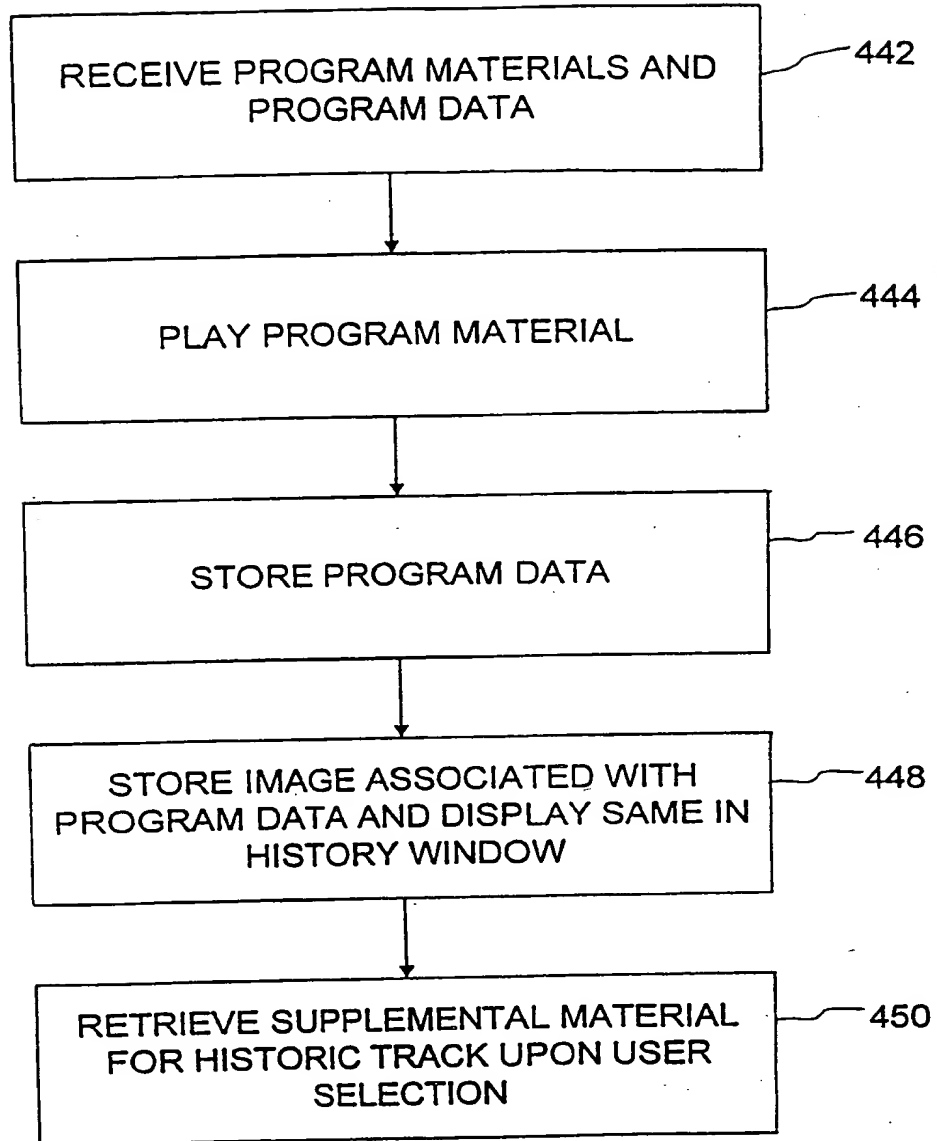 RECEIVE PROGRAM MATERIALS AND
PROGRAM DATA
442
PLAY PROGRAM MATERIAL
444
STORE PROGRAM DATA
446
STORE IMAGE ASSOCIATED WITH
PROGRAM DATA AND DISPLAY SAME IN
HISTORY WINDOW
448
RETRIEVE SUPPLEMENTAL MATERIAL
FOR HISTORIC TRACK UPON USER
SELECTION
450